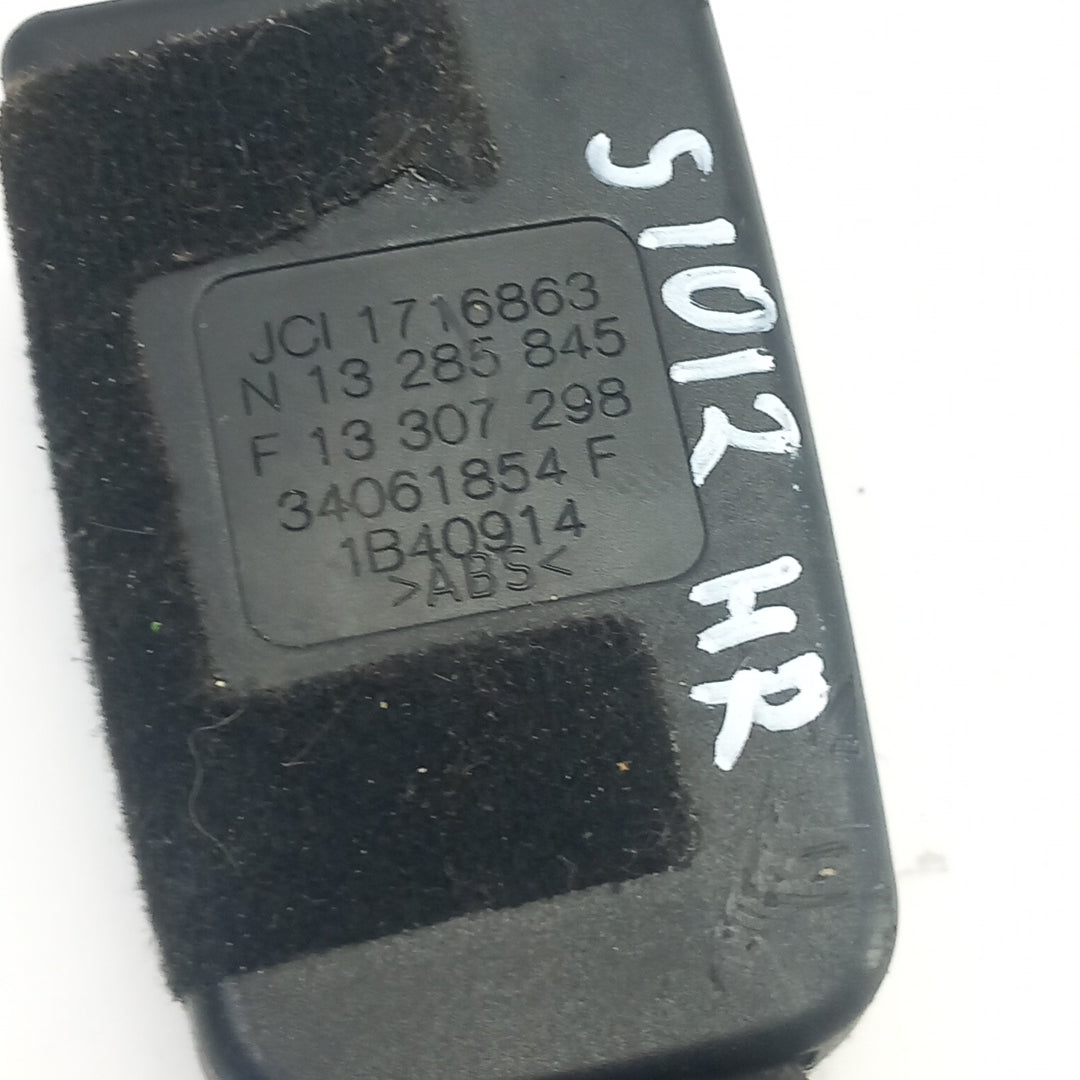 JCI 1716863
N 13 285 845
F 13 307 298
34061854 F
1B40914
>ABS<
S1012 HR